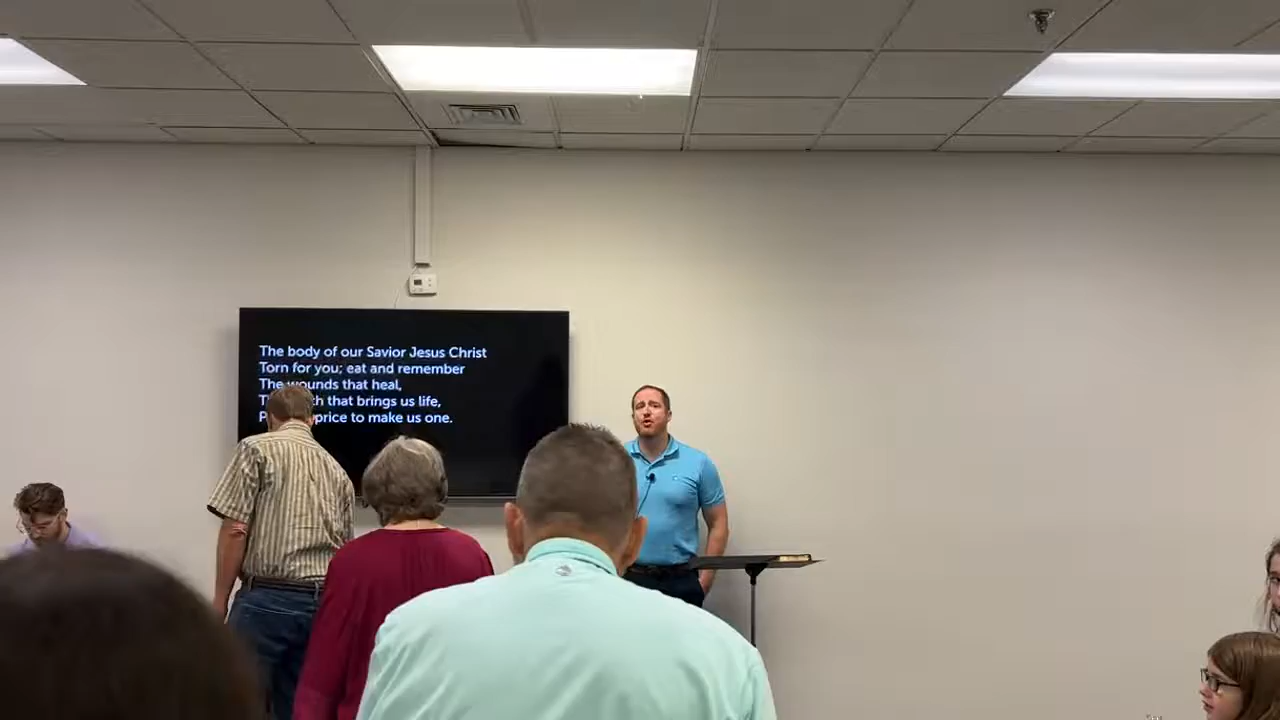 The body of our Savior Jesus Christ
Torn for you; eat and remember
The wounds that heal,
that brings us life,
price to make us one.